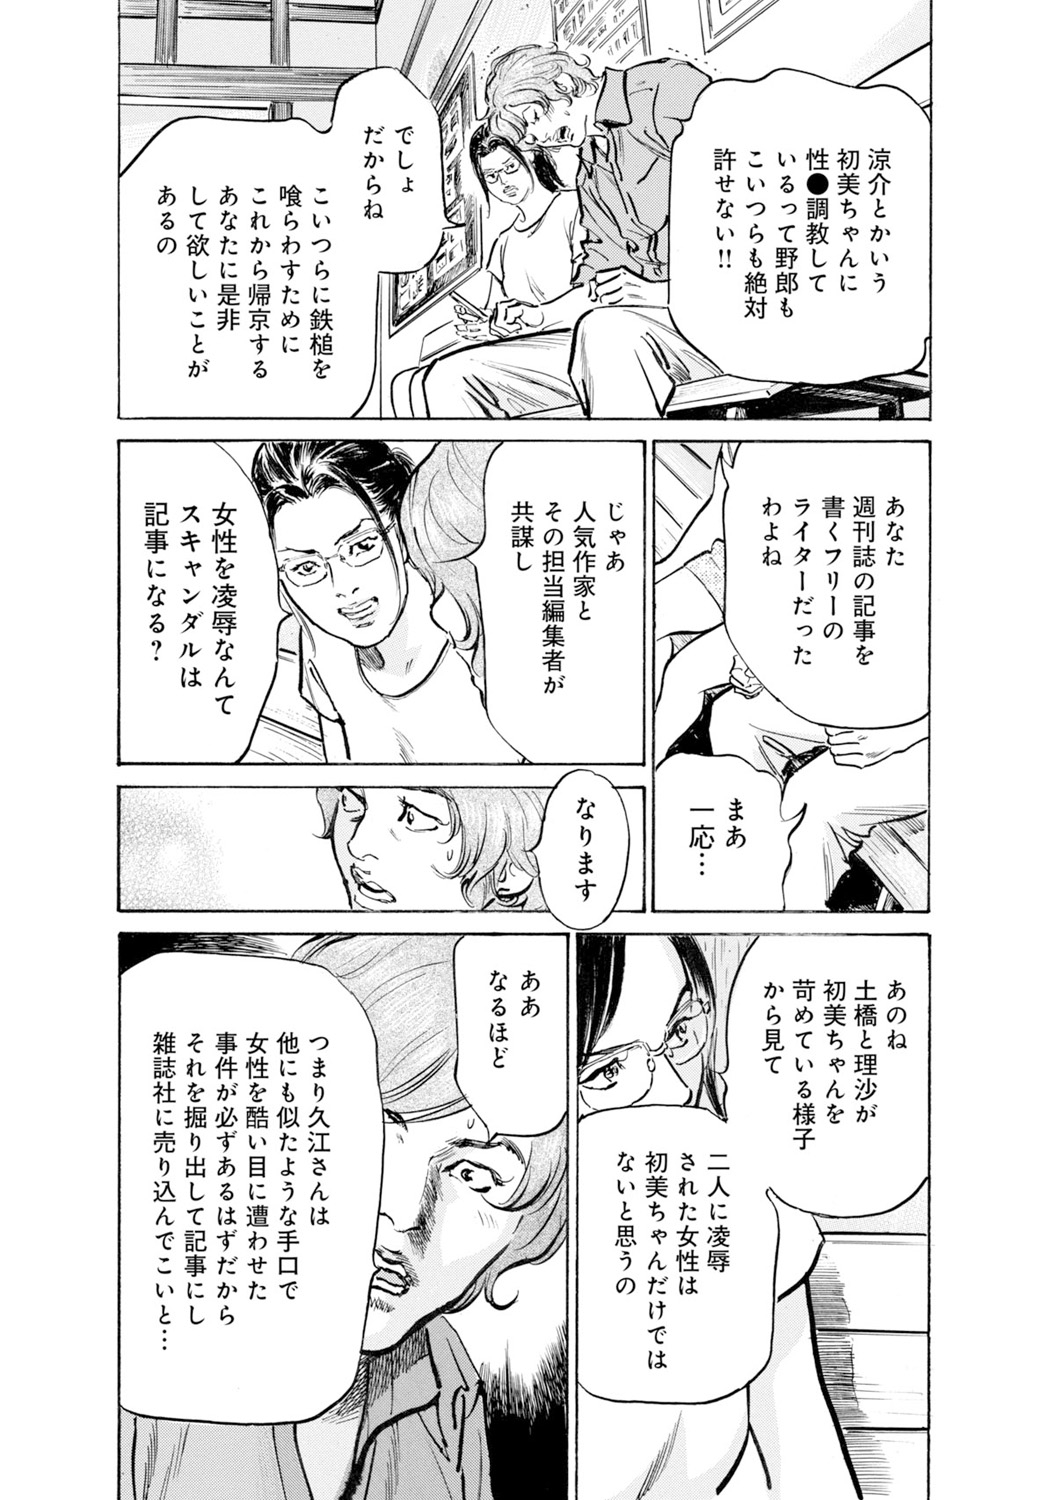 涼介とかいう
初美ちゃんに
性●調教して
いるって野郎も
こいつらも絶対
許せない!!
でしょ
だからね
こいつらに鉄槌を
喰らわすために
これから帰京する
あなたに是非
して欲しいことが
あるの
あなた
週刊誌の記事を
書くフリーの
ライターだった
わよね
まあ
一応…
じゃあ
人気作家と
その担当編集者が
共謀し
女性を凌辱なんて
スキャンダルは
記事になる?
なります
あのね
土橋と理沙が
初美ちゃんを
苛めている様子
から見て
二人に凌辱
された女性は
初美ちゃんだけでは
ないと思うの
ああ
なるほど
つまり久江さんは
他にも似たような手口で
女性を酷い目に遭わせた
事件が必ずあるはずだから
それを掘り出して記事にし
雑誌社に売り込んでこいと…